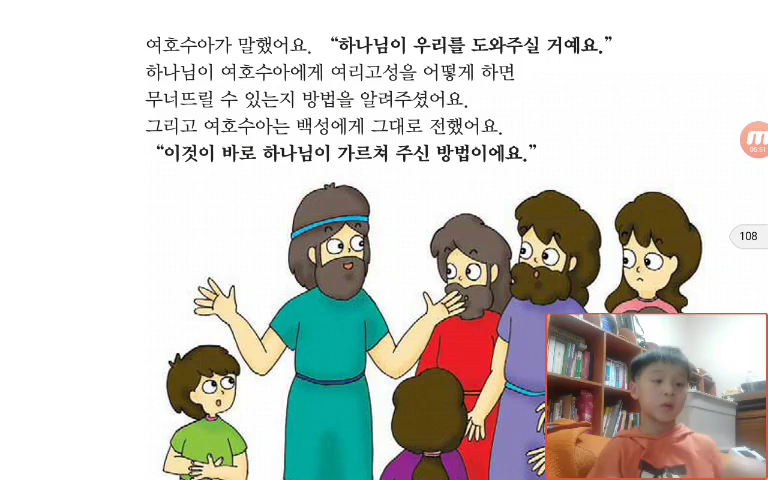 여호수아가 말했어요. “하나님이 우리를 도와주실 거예요.”
하나님이 여호수아에게 여리고성을 어떻게 하면
무너뜨릴 수 있는지 방법을 알려주셨어요.
그리고 여호수아는 백성에게 그대로 전했어요.
“이것이 바로 하나님이 가르쳐 주신 방법이에요.”
06:51
108